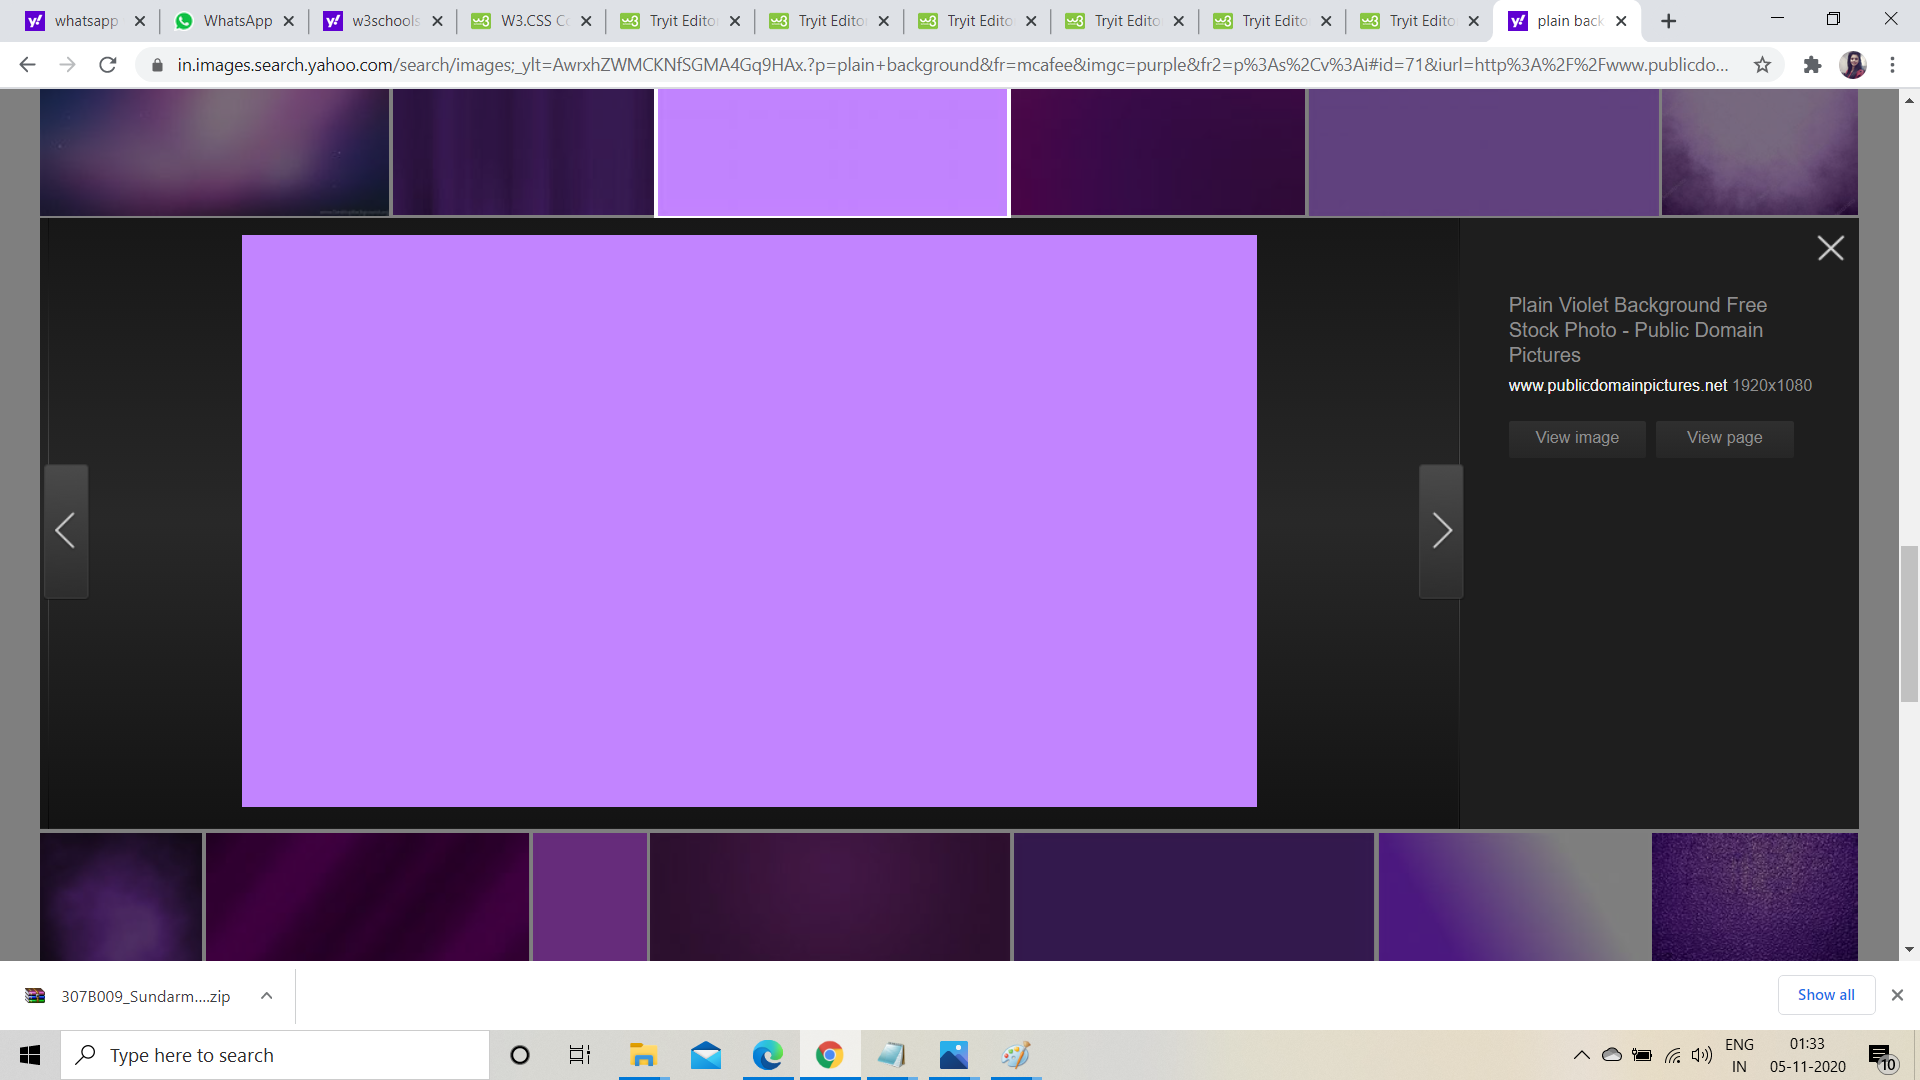 whatsapp
WhatsApp
w3schools
W3.CSS Co
Tryit Edito
Tryit Edito
Tryit Edito
Tryit Edito
Tryit Edito
Tryit Edito
plain back
in.images.search.yahoo.com/search/images;_ylt=AwrxhZWMCKNfSGMA4Gq9HAx.?p=plain+background&fr=mcafee&imgc=purple&fr2=p%3As%2Cv%3Ai#id=71&iurl=http%3A%2F%2Fwww.publicdo...
Plain Violet Background Free
Stock Photo - Public Domain
Pictures
www.publicdomainpictures.net 1920x1080
View image
View page
307B009_Sundarm....zip
Show all
Type here to search
ENG
IN
01:33
05-11-2020
10